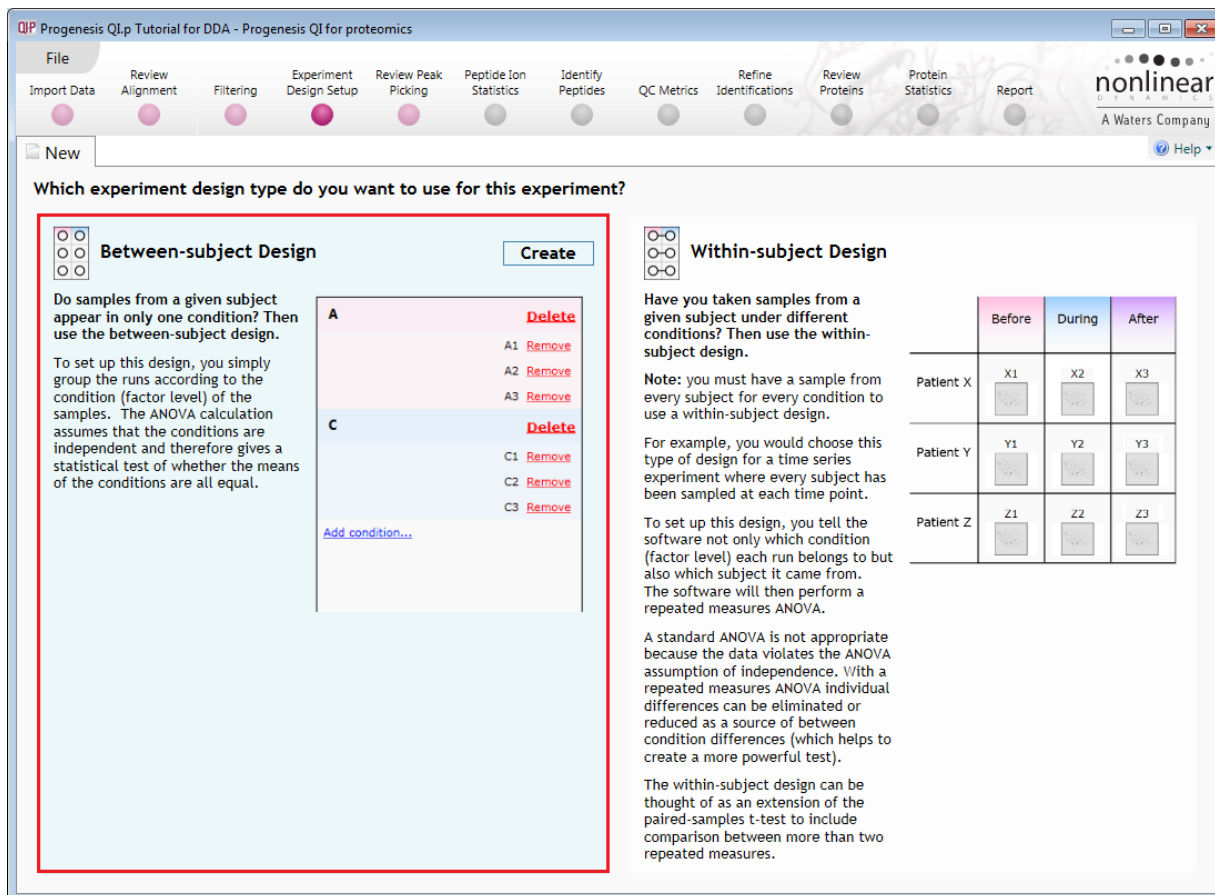 QIP Progenesis QI.p Tutorial for DDA - Progenesis QI for proteomics
File
Import Data
Review
Alignment
Filtering
Experiment
Design Setup
Review Peak
Picking
Peptide Ion
Statistics
Identify
Peptides
QC Metrics
Refine
Identifications
Review
Proteins
Protein
Statistics
Report
nonlinear
DYNAMICS
A Waters Company
New
Help
Which experiment design type do you want to use for this experiment?
Between-subject Design
Create
Do samples from a given subject
appear in only one condition? Then
use the between-subject design.
To set up this design, you simply
group the runs according to the
condition (factor level) of the
samples.  The ANOVA calculation
assumes that the conditions are
independent and therefore gives a
statistical test of whether the means
of the conditions are all equal.
A Delete
A1 Remove
A2 Remove
A3 Remove
C Delete
C1 Remove
C2 Remove
C3 Remove
Add condition...
Within-subject Design
Have you taken samples from a
given subject under different
conditions? Then use the within-
subject design.
Note: you must have a sample from
every subject for every condition to
use a within-subject design.
For example, you would choose this
type of design for a time series
experiment where every subject has
been sampled at each time point.
To set up this design, you tell the
software not only which condition
(factor level) each run belongs to but
also which subject it came from.
The software will then perform a
repeated measures ANOVA.
A standard ANOVA is not appropriate
because the data violates the ANOVA
assumption of independence. With a
repeated measures ANOVA individual
differences can be eliminated or
reduced as a source of between
condition differences (which helps to
create a more powerful test).
The within-subject design can be
thought of as an extension of the
paired-samples t-test to include
comparison between more than two
repeated measures.
Before During After
Patient X X1 X2 X3
Patient Y Y1 Y2 Y3
Patient Z Z1 Z2 Z3